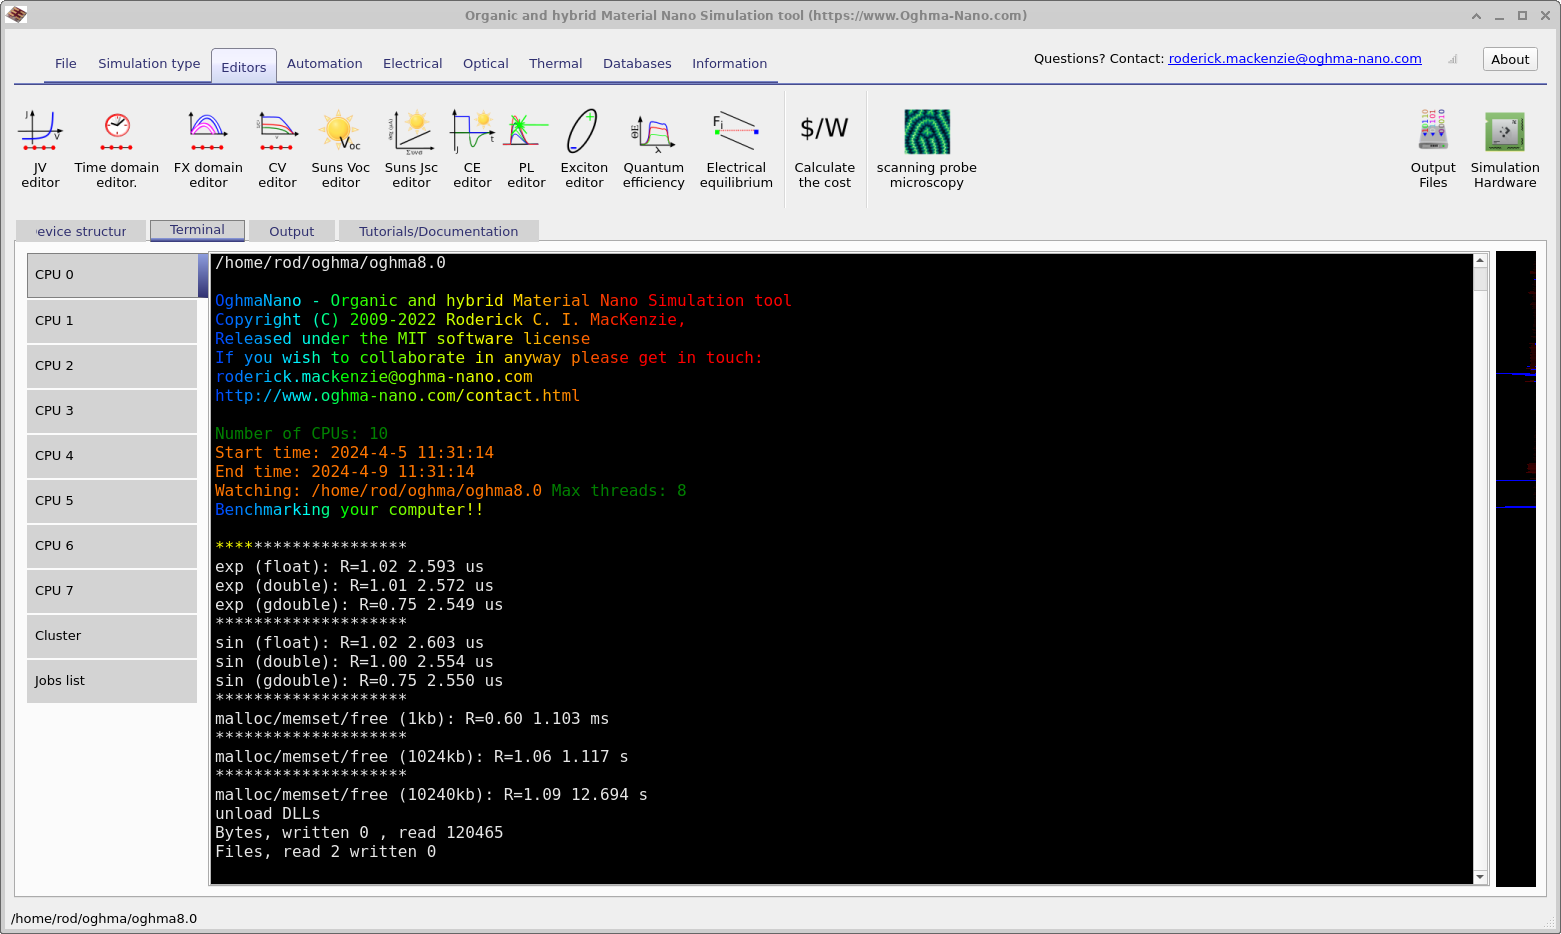 Organic and hybrid Material Nano Simulation tool (https://www.Oghma-Nano.com)
File Simulation type Editors Automation Electrical Optical Thermal Databases Information
Questions? Contact: roderick.mackenzie@oghma-nano.com About
JV editor
Time domain editor.
FX domain editor
CV editor
Suns Voc editor
Suns Jsc editor
CE editor
PL editor
Exciton editor
Quantum efficiency
Electrical equilibrium
$/W
Calculate the cost
scanning probe microscopy
Output Files
Simulation Hardware
evice structur Terminal Output Tutorials/Documentation
CPU 0
CPU 1
CPU 2
CPU 3
CPU 4
CPU 5
CPU 6
CPU 7
Cluster
Jobs list
/home/rod/oghma/oghma8.0
OghmaNano - Organic and hybrid Material Nano Simulation tool
Copyright (C) 2009-2022 Roderick C. I. MacKenzie,
Released under the MIT software license
If you wish to collaborate in anyway please get in touch:
roderick.mackenzie@oghma-nano.com
http://www.oghma-nano.com/contact.html
Number of CPUs: 10
Start time: 2024-4-5 11:31:14
End time: 2024-4-9 11:31:14
Watching: /home/rod/oghma/oghma8.0 Max threads: 8
Benchmarking your computer!!
********************
exp (float): R=1.02 2.593 us
exp (double): R=1.01 2.572 us
exp (gdouble): R=0.75 2.549 us
********************
sin (float): R=1.02 2.603 us
sin (double): R=1.00 2.554 us
sin (gdouble): R=0.75 2.550 us
********************
malloc/memset/free (1kb): R=0.60 1.103 ms
********************
malloc/memset/free (1024kb): R=1.06 1.117 s
********************
malloc/memset/free (10240kb): R=1.09 12.694 s
unload DLLs
Bytes, written 0 , read 120465
Files, read 2 written 0
/home/rod/oghma/oghma8.0